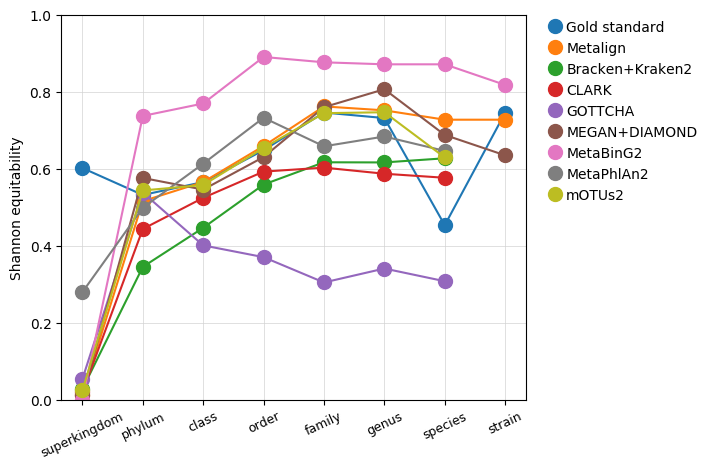 1.0
0.8
0.6
0.4
0.2
0.0
Shannon equitability
superkingdom
phylum
class
order
family
genus
species
strain
Gold standard
Metalign
Bracken+Kraken2
CLARK
GOTTCHA
MEGAN+DIAMOND
MetaBinG2
MetaPhlAn2
mOTUs2